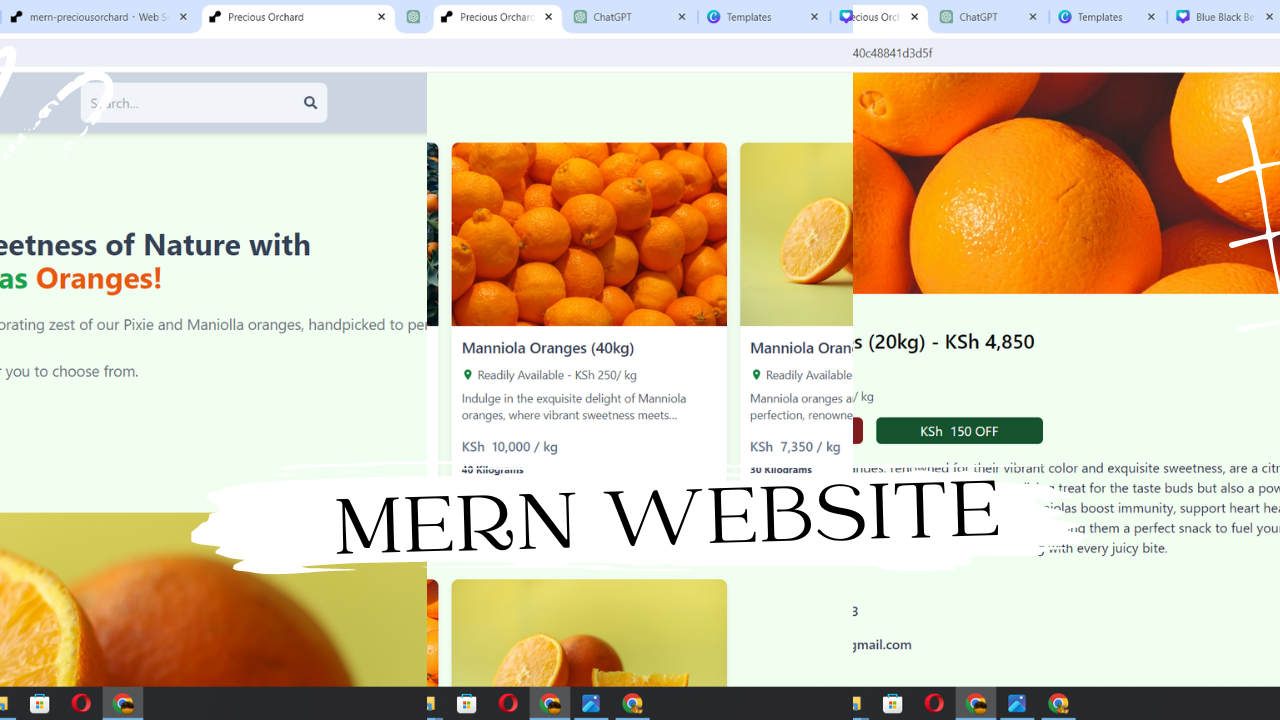 mern-preciousorchard · Web S
Precious Orchard
Precious Orchard
ChatGPT
Templates
ecious Orch
ChatGPT
Templates
Blue Black Be
40c48841d3d5f
Search...
eetness of Nature with
as Oranges!
orating zest of our Pixie and Maniolla oranges, handpicked to per
r you to choose from.
Manniola Oranges (40kg)
Readily Available - KSh 250/ kg
Indulge in the exquisite delight of Manniola
oranges, where vibrant sweetness meets...
KSh 10,000 / kg
40 Kilograms
Manniola Oran
Readily Available
Manniola oranges a
perfection, renowne
KSh 7,350 / kg
30 Kilograms
s (20kg) - KSh 4,850
/ kg
KSh 150 OFF
renowned for their vibrant color and exquisite sweetness, are a citr
treat for the taste buds but also a pow
iolas boost immunity, support heart hea
ng them a perfect snack to fuel your
with every juicy bite.
3
gmail.com
MERN WEBSITE